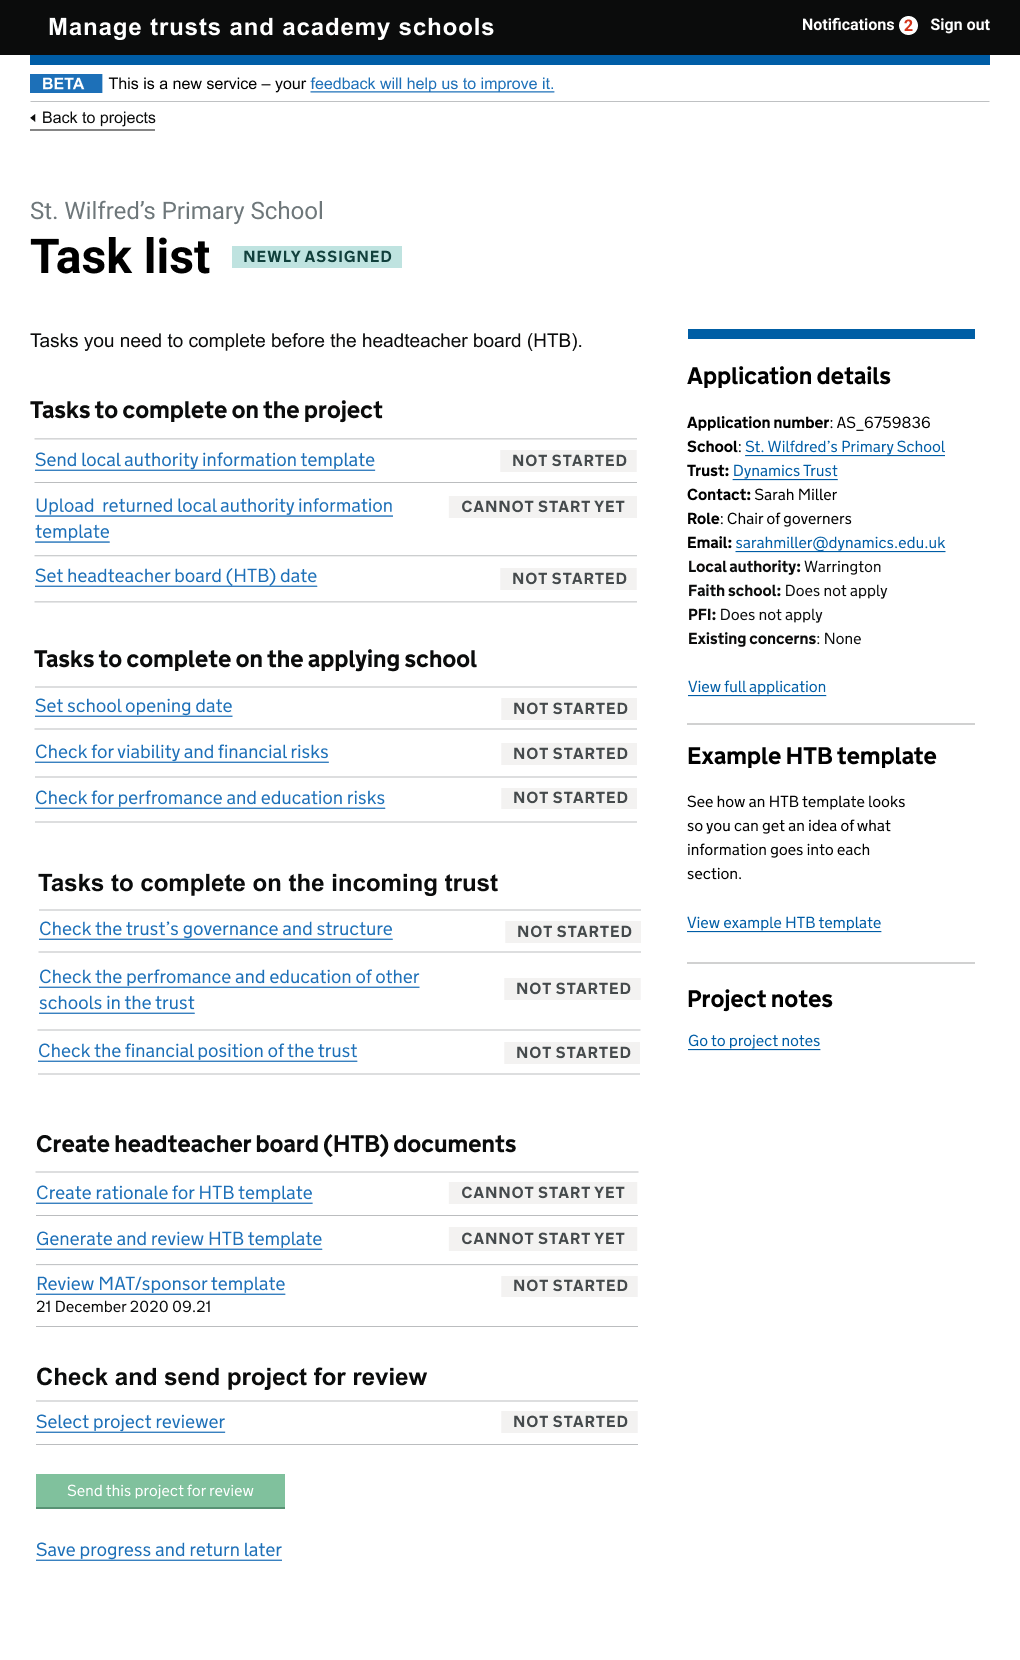 Manage trusts and academy schools
Notifications 2 Sign out
BETA This is a new service – your feedback will help us to improve it.
Back to projects
St. Wilfred’s Primary School
Task list NEWLY ASSIGNED
Tasks you need to complete before the headteacher board (HTB).
Tasks to complete on the project
Send local authority information template NOT STARTED
Upload returned local authority information CANNOT START YET
template
Set headteacher board (HTB) date NOT STARTED
Tasks to complete on the applying school
Set school opening date NOT STARTED
Check for viability and financial risks NOT STARTED
Check for perfromance and education risks NOT STARTED
Tasks to complete on the incoming trust
Check the trust’s governance and structure NOT STARTED
Check the perfromance and education of other
schools in the trust NOT STARTED
Check the financial position of the trust NOT STARTED
Create headteacher board (HTB) documents
Create rationale for HTB template CANNOT START YET
Generate and review HTB template CANNOT START YET
Review MAT/sponsor template NOT STARTED
21 December 2020 09.21
Check and send project for review
Select project reviewer NOT STARTED
Send this project for review
Save progress and return later
Application details
Application number: AS_6759836
School: St. Wilfdred’s Primary School
Trust: Dynamics Trust
Contact: Sarah Miller
Role: Chair of governers
Email: sarahmiller@dynamics.edu.uk
Local authority: Warrington
Faith school: Does not apply
PFI: Does not apply
Existing concerns: None
View full application
Example HTB template
See how an HTB template looks
so you can get an idea of what
information goes into each
section.
View example HTB template
Project notes
Go to project notes